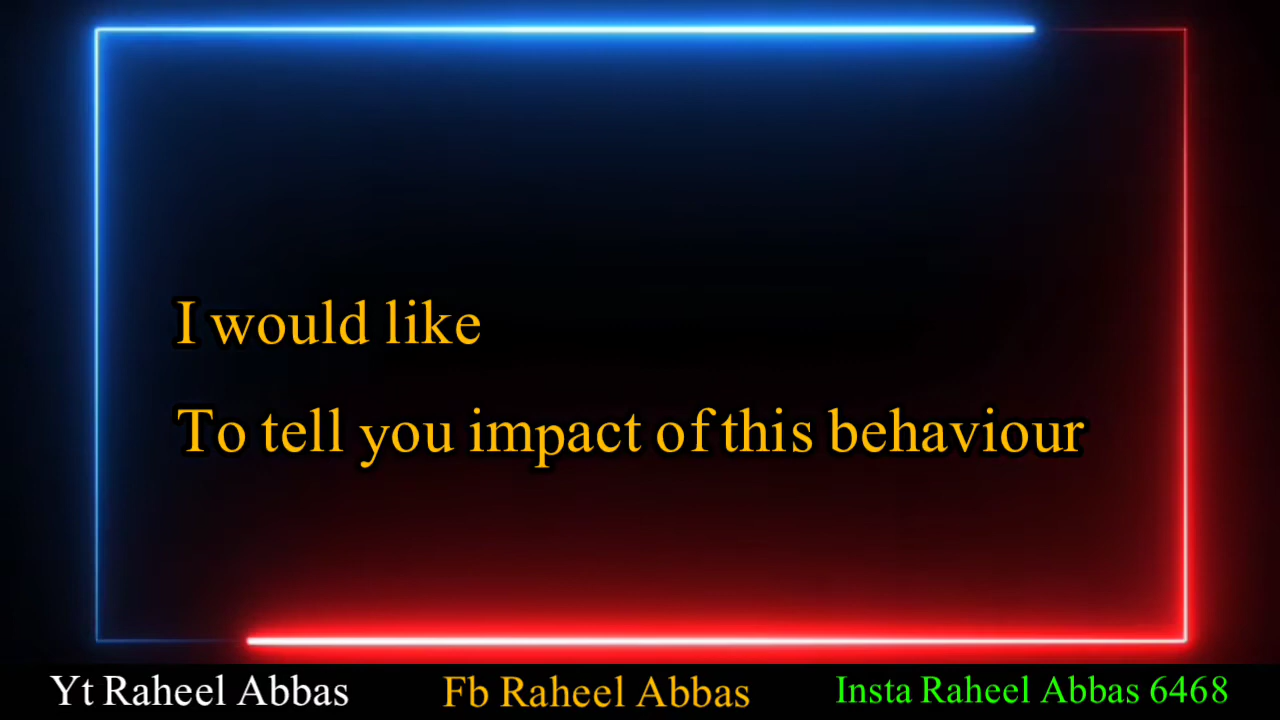 I would like
To tell you impact of this behaviour
Yt Raheel Abbas Fb Raheel Abbas Insta Raheel Abbas 6468